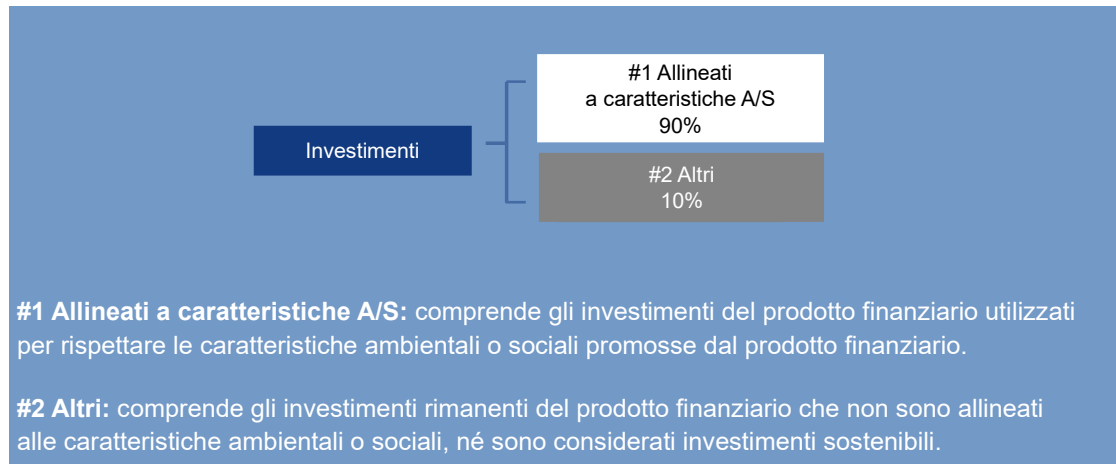 #1 Allineati
a caratteristiche A/S
90%
Investimenti
#2 Altri
10%
#1 Allineati a caratteristiche A/S: comprende gli investimenti del prodotto finanziario utilizzati
per rispettare le caratteristiche ambientali o sociali promosse dal prodotto finanziario.
#2 Altri: comprende gli investimenti rimanenti del prodotto finanziario che non sono allineati
alle caratteristiche ambientali o sociali, né sono considerati investimenti sostenibili.